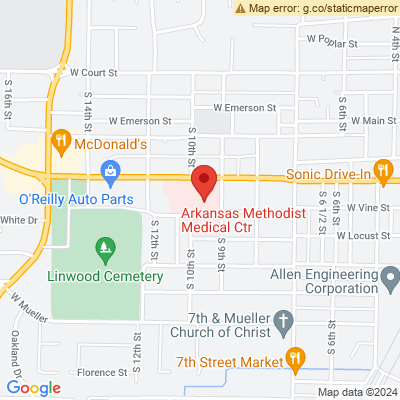 Map error: g.co/staticmaperror
W Poplar St
N 4th St
W Court St
S 16th St
S 14th St
W Emerson St
W Emerson St
W Main St
S 6th St
S 10th St
McDonald's
Sonic Drive-In
O'Reilly Auto Parts
Arkansas Methodist
Medical Ctr
White Dr
S 12th St
S 6 1/2 St
S 6th St
W Vine St
W Locust St
Linwood Cemetery
S 10th St
S 9th St
Allen Engineering
Corporation
W Mueller
7th & Mueller
Church of Christ
Oakland Dr
S 12th St
Florence St
7th Street Market
S 6th St
Google
Map data ©2024